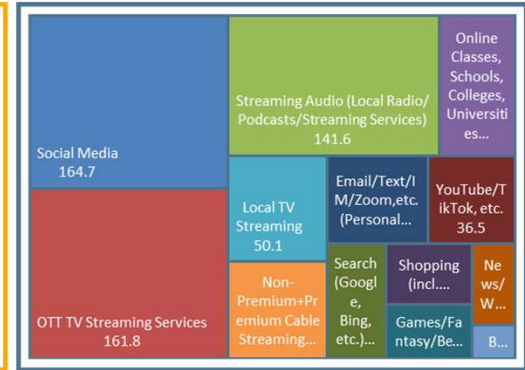 Social Media
164.7
OTT TV Streaming Services
161.8
Streaming Audio (Local Radio/
Podcasts/Streaming Services)
141.6
Online
Classes,
Schools,
Colleges,
Universiti
es...
Local TV
Streaming
50.1
Non-
Premium+Pr
emium Cable
Streaming...
Email/Text/I
M/Zoom,etc.
(Personal...
YouTube/T
ikTok, etc.
36.5
Search
(Googl
e,
Bing,
etc.)...
Shopping
(incl....
Games/Fa
ntasy/Be...
Ne
ws/
W...
B...